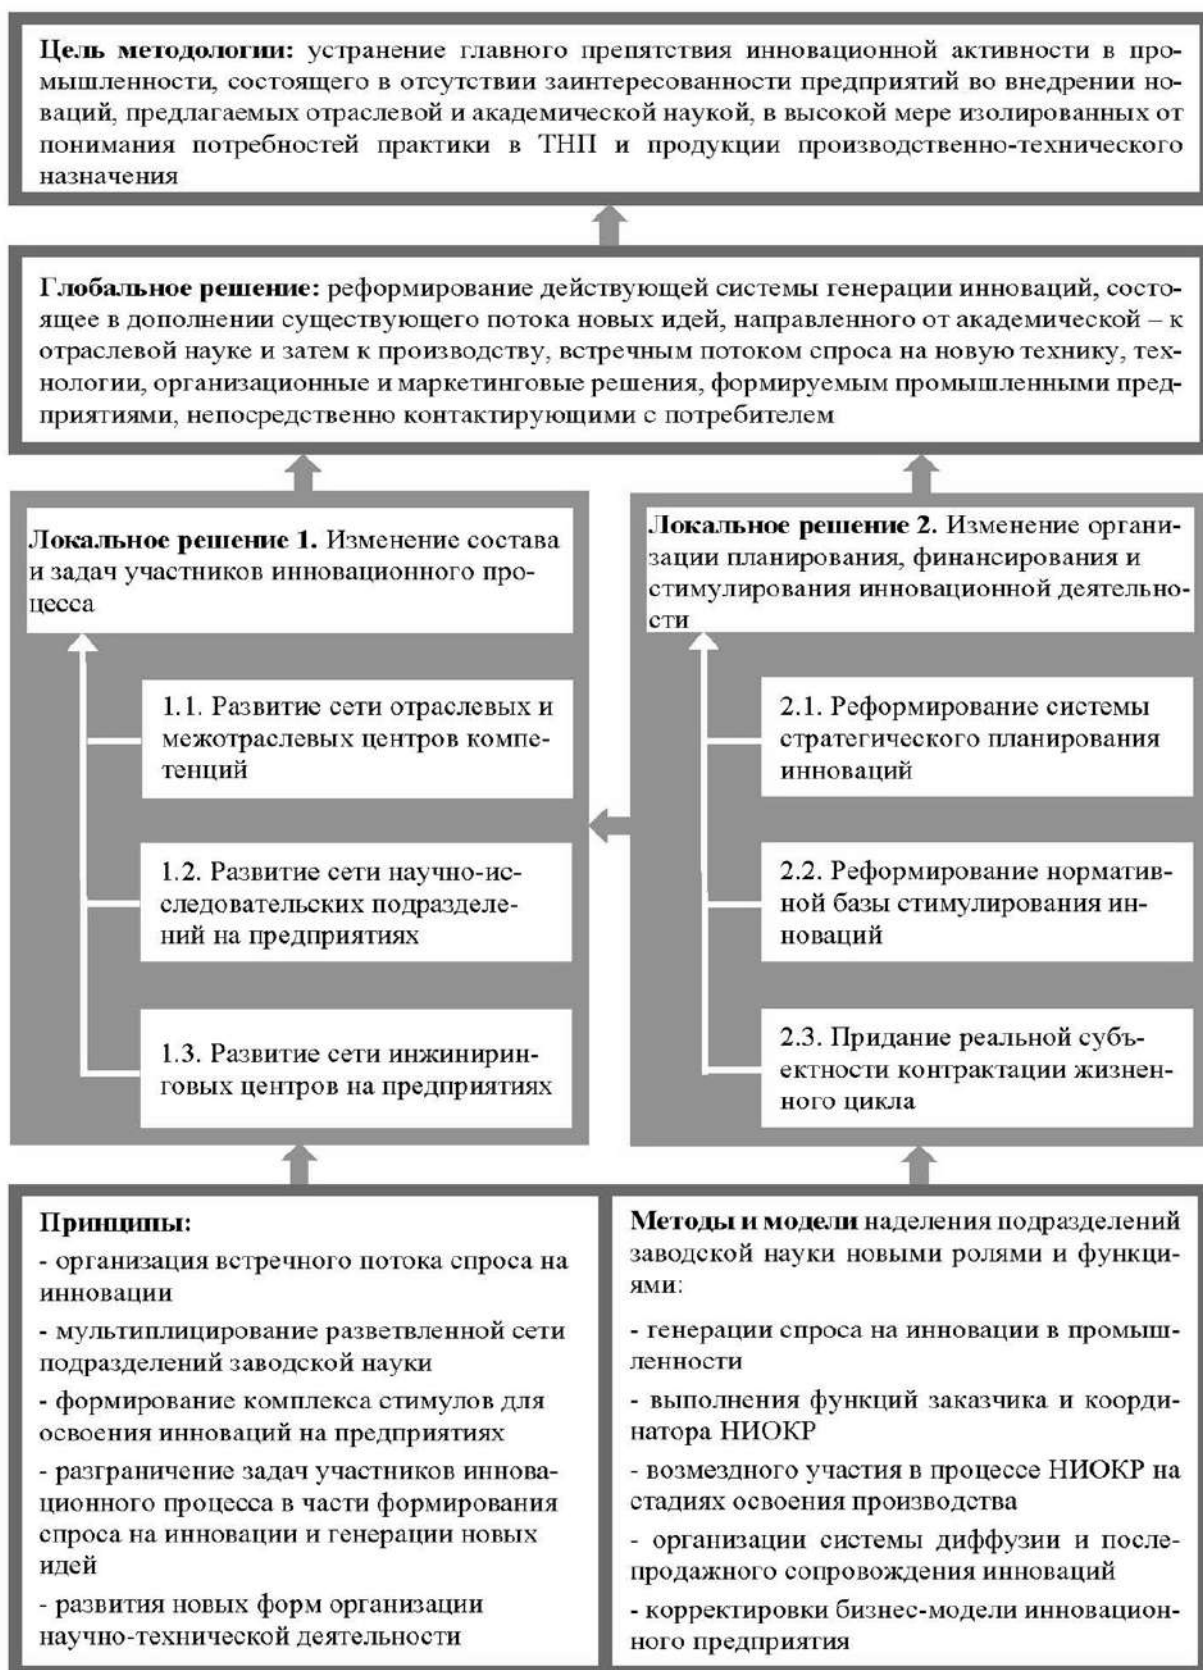 Цель методологии: устранение главного препятствия инновационной активности в про-
мышленности, состоящего в отсутствии заинтересованности предприятий во внедрении но-
ваций, предлагаемых отраслевой и академической наукой, в высокой мере изолированных от
понимания потребностей практики в ТНП и продукции производственно-технического
назначения
Глобальное решение: реформирование действующей системы генерации инноваций, состо-
ящее в дополнении существующего потока новых идей, направленного от академической – к
отраслевой науке и затем к производству, встречным потоком спроса на новую технику, тех-
нологии, организационные и маркетинговые решения, формируемым промышленными пред-
приятиями, непосредственно контактирующими с потребителем
Локальное решение 1. Изменение состава
и задач участников инновационного про-
цесса
1.1. Развитие сети отраслевых и
межотраслевых центров компе-
тенций
1.2. Развитие сети научно-ис-
следовательских подразделе-
ний на предприятиях
1.3. Развитие сети инжинирин-
говых центров на предприятиях
Локальное решение 2. Изменение органи-
зации планирования, финансирования и
стимулирования инновационной деятельно-
сти
2.1. Реформирование системы
стратегического планирования
инноваций
2.2. Реформирование норматив-
ной базы стимулирования ин-
новаций
2.3. Придание реальной субъ-
ектности контрактации жизнен-
ного цикла
Принципы:
- организация встречного потока спроса на
инновации
- мультиплицирование разветвленной сети
подразделений заводской науки
- формирование комплекса стимулов для
освоения инноваций на предприятиях
- разграничение задач участников иннова-
ционного процесса в части формирования
спроса на инновации и генерации новых
идей
- развития новых форм организации
научно-технической деятельности
Методы и модели наделения подразделений
заводской науки новыми ролями и функци-
ями:
- генерации спроса на инновации в промыш-
ленности
- выполнения функций заказчика и коорди-
натора НИОКР
- возмездного участия в процессе НИОКР на
стадиях освоения производства
- организации системы диффузии и после-
продажного сопровождения инноваций
- корректировки бизнес-модели инновацион-
ного предприятия